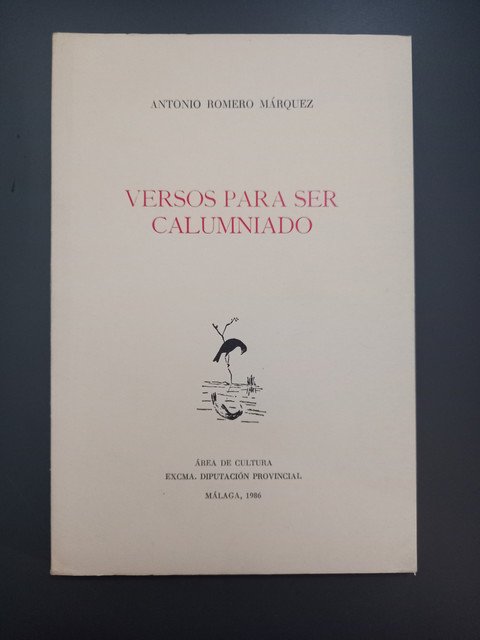 ANTONIO ROMERO MÁRQUEZ
VERSOS PARA SER
CALUMNIADO
ÁREA DE CULTURA
EXCMA. DIPUTACIÓN PROVINCIAL
MÁLAGA, 1986